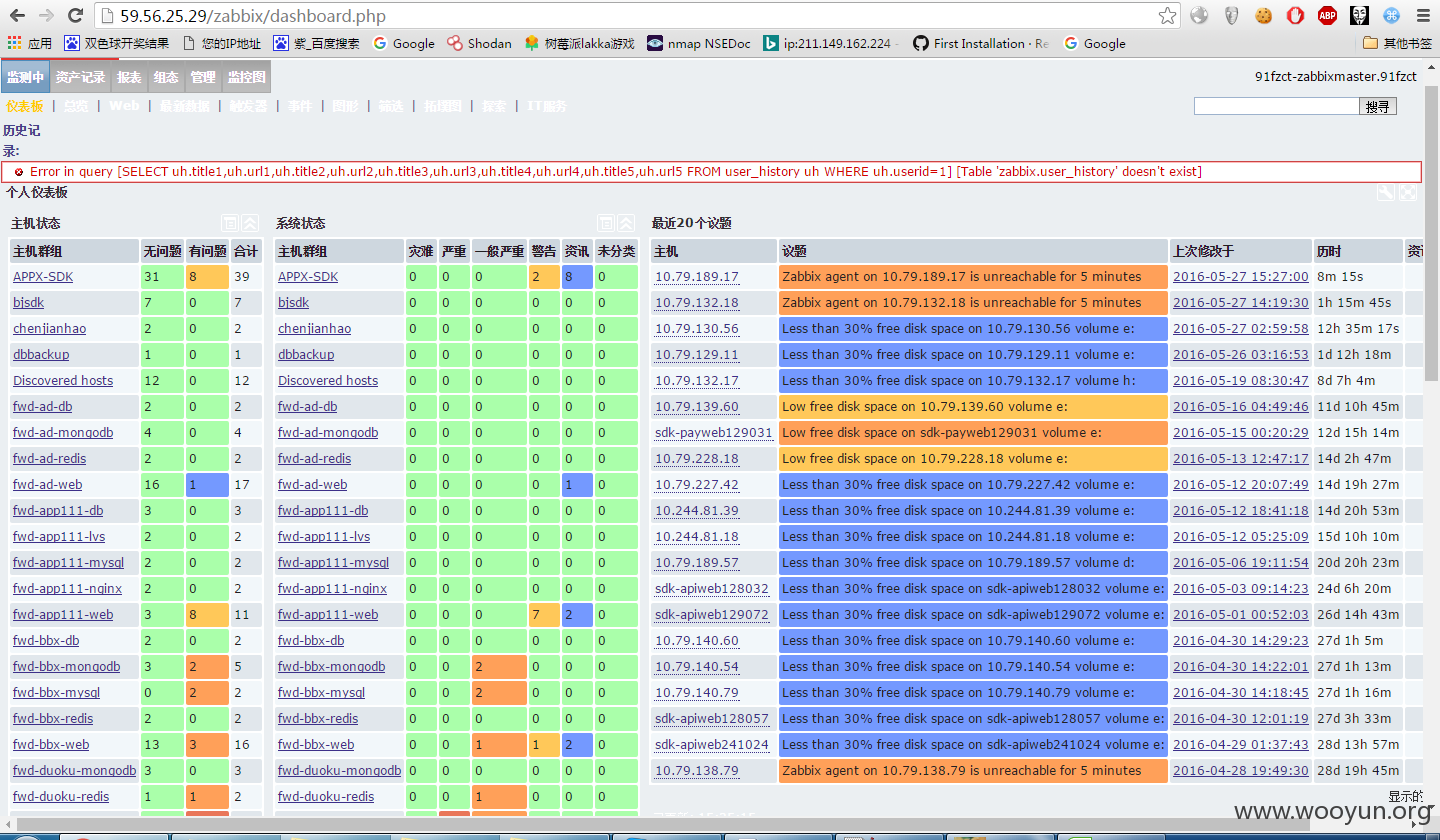 59.56.25.29/zabbix/dashboard.php
应用 双色球开奖结果 您的IP地址 紫_百度搜索 Google Shodan 树莓派lakka游戏 nmap NSEDoc ip:211.149.162.224 - First Installation · Re Google 其他书签
监测中 资产记录 报表 组态 管理 监控图 91fzct-zabbixmaster.91fzct
仪表板 | 总览 | Web | 最新数据 | 触发器 | 事件 | 图形 | 筛选 | 拓扑图 | 探索 | IT服务
搜寻
历史记
录:
Error in query [SELECT uh.title1,uh.url1,uh.title2,uh.url2,uh.title3,uh.url3,uh.title4,uh.url4,uh.title5,uh.url5 FROM user_history uh WHERE uh.userid=1] [Table 'zabbix.user_history' doesn't exist]
个人仪表板
主机状态
主机群组 无问题 有问题 合计
APPX-SDK 31 8 39
bjsdk 7 0 7
chenjianhao 2 0 2
dbbackup 1 0 1
Discovered hosts 12 0 12
fwd-ad-db 2 0 2
fwd-ad-mongodb 4 0 4
fwd-ad-redis 2 0 2
fwd-ad-web 16 1 17
fwd-app111-db 3 0 3
fwd-app111-lvs 2 0 2
fwd-app111-mysql 2 0 2
fwd-app111-nginx 2 0 2
fwd-app111-web 3 8 11
fwd-bbx-db 2 0 2
fwd-bbx-mongodb 3 2 5
fwd-bbx-mysql 0 2 2
fwd-bbx-redis 2 0 2
fwd-bbx-web 13 3 16
fwd-duoku-mongodb 3 0 3
fwd-duoku-redis 1 1 2
系统状态
主机群组 灾难 严重 一般严重 警告 资讯 未分类
APPX-SDK 0 0 0 2 8 0
bjsdk 0 0 0 0 0 0
chenjianhao 0 0 0 0 0 0
dbbackup 0 0 0 0 0 0
Discovered hosts 0 0 0 0 0 0
fwd-ad-db 0 0 0 0 0 0
fwd-ad-mongodb 0 0 0 0 0 0
fwd-ad-redis 0 0 0 0 0 0
fwd-ad-web 0 0 0 0 1 0
fwd-app111-db 0 0 0 0 0 0
fwd-app111-lvs 0 0 0 0 0 0
fwd-app111-mysql 0 0 0 0 0 0
fwd-app111-nginx 0 0 0 0 0 0
fwd-app111-web 0 0 0 7 2 0
fwd-bbx-db 0 0 0 0 0 0
fwd-bbx-mongodb 0 0 2 0 0 0
fwd-bbx-mysql 0 0 2 0 0 0
fwd-bbx-redis 0 0 0 0 0 0
fwd-bbx-web 0 0 1 1 2 0
fwd-duoku-mongodb 0 0 0 0 0 0
fwd-duoku-redis 0 0 1 0 0 0
最近20个议题
主机 议题 上次修改于 历时 资讯
10.79.189.17 Zabbix agent on 10.79.189.17 is unreachable for 5 minutes 2016-05-27 15:27:00 8m 15s
10.79.132.18 Zabbix agent on 10.79.132.18 is unreachable for 5 minutes 2016-05-27 14:19:30 1h 15m 45s
10.79.130.56 Less than 30% free disk space on 10.79.130.56 volume e: 2016-05-27 02:59:58 12h 35m 17s
10.79.129.11 Less than 30% free disk space on 10.79.129.11 volume e: 2016-05-26 03:16:53 1d 12h 18m
10.79.132.17 Less than 30% free disk space on 10.79.132.17 volume h: 2016-05-19 08:30:47 8d 7h 4m
10.79.139.60 Low free disk space on 10.79.139.60 volume e: 2016-05-16 04:49:46 11d 10h 45m
sdk-payweb129031 Low free disk space on sdk-payweb129031 volume e: 2016-05-15 00:20:29 12d 15h 14m
10.79.228.18 Low free disk space on 10.79.228.18 volume e: 2016-05-13 12:47:17 14d 2h 47m
10.79.227.42 Less than 30% free disk space on 10.79.227.42 volume e: 2016-05-12 20:07:49 14d 19h 27m
10.244.81.39 Less than 30% free disk space on 10.244.81.39 volume e: 2016-05-12 18:41:18 14d 20h 53m
10.244.81.18 Less than 30% free disk space on 10.244.81.18 volume e: 2016-05-12 05:25:09 15d 10h 10m
10.79.189.57 Less than 30% free disk space on 10.79.189.57 volume d: 2016-05-06 19:11:54 20d 20h 23m
sdk-apiweb128032 Less than 30% free disk space on sdk-apiweb128032 volume e: 2016-05-03 09:14:23 24d 6h 20m
sdk-apiweb129072 Less than 30% free disk space on sdk-apiweb129072 volume e: 2016-05-01 00:52:03 26d 14h 43m
10.79.140.60 Less than 30% free disk space on 10.79.140.60 volume e: 2016-04-30 14:29:23 27d 1h 5m
10.79.140.54 Less than 30% free disk space on 10.79.140.54 volume e: 2016-04-30 14:22:01 27d 1h 13m
10.79.140.79 Less than 30% free disk space on 10.79.140.79 volume e: 2016-04-30 14:18:45 27d 1h 16m
sdk-apiweb128057 Less than 30% free disk space on sdk-apiweb128057 volume e: 2016-04-30 12:01:19 27d 3h 33m
sdk-apiweb241024 Less than 30% free disk space on sdk-apiweb241024 volume e: 2016-04-29 01:37:43 28d 13h 57m
10.79.138.79 Zabbix agent on 10.79.138.79 is unreachable for 5 minutes 2016-04-28 19:49:30 28d 19h 45m
显示的
www.wooyun.org